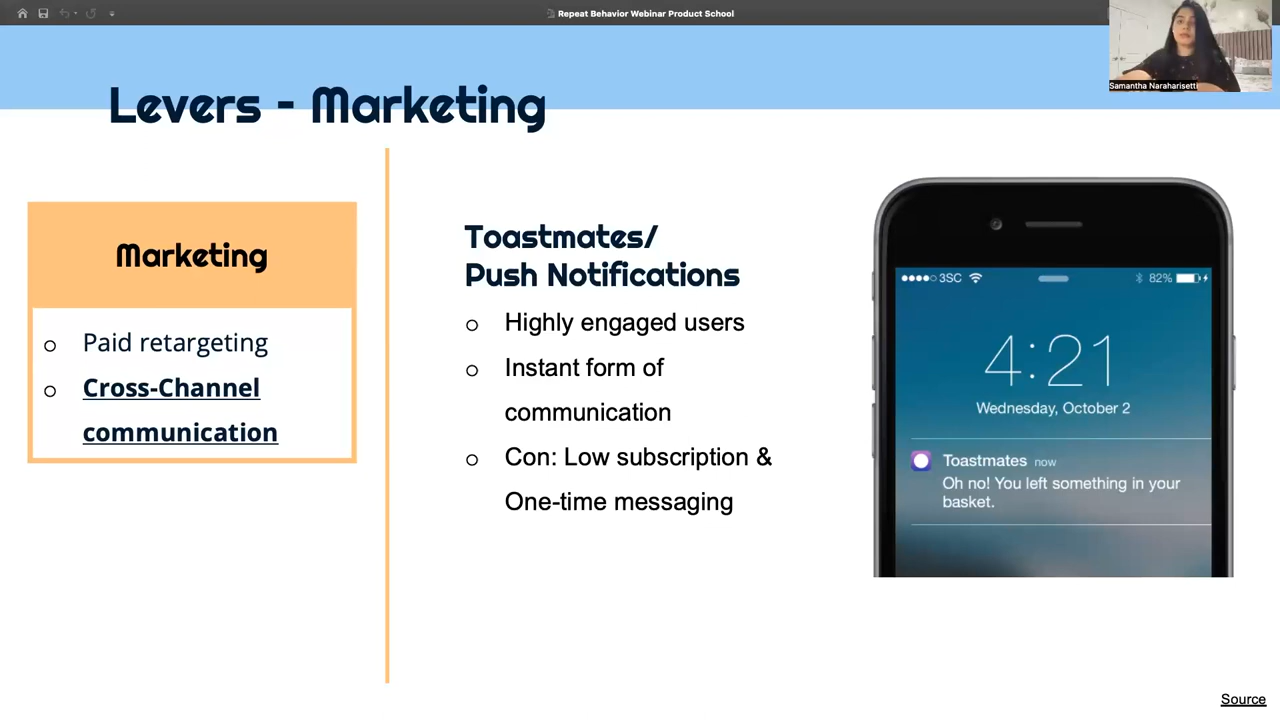 Repeat Behavior Webinar Product School
Samantha Naraharisetti
Levers - Marketing
Marketing
o Paid retargeting
o Cross-Channel
communication
Toastmates/
Push Notifications
o Highly engaged users
o Instant form of
communication
o Con: Low subscription &
One-time messaging
3SC 82%
4:21
Wednesday, October 2
Toastmates now
Oh no! You left something in your
basket.
Source